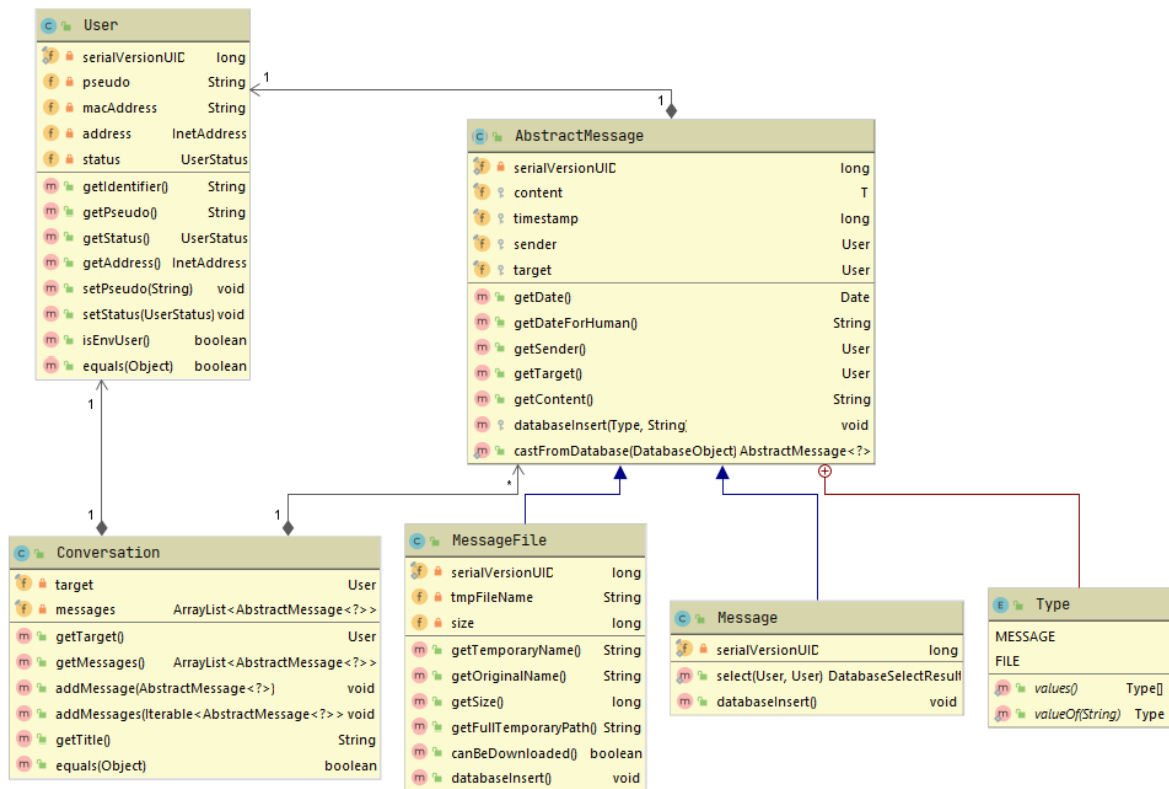 User
serialVersionUID long
pseudo String
macAddress String
address InetAddress
status UserStatus
getIdentifier() String
getPseudo() String
getStatus() UserStatus
getAddress() InetAddress
setPseudo(String) void
setStatus(UserStatus) void
isEnvUser() boolean
equals(Object) boolean
1
1
AbstractMessage
serialVersionUID long
content T
timestamp long
sender User
target User
getDate() Date
getDateForHuman() String
getSender() User
getTarget() User
getContent() String
databaseInsert(Type, String) void
castFromDatabase(DatabaseObject) AbstractMessage<?>
1
1
1
*
Conversation
target User
messages ArrayList<AbstractMessage<?>>
getTarget() User
getMessages() ArrayList<AbstractMessage<?>>
addMessage(AbstractMessage<?>) void
addMessages(Iterable<AbstractMessage<?>> void
getTitle() String
equals(Object) boolean
MessageFile
serialVersionUID long
tmpFileName String
size long
getTemporaryName() String
getOriginalName() String
getSize() long
getFullTemporaryPath() String
canBeDownloaded() boolean
databaseInsert() void
Message
serialVersionUID long
select(User, User) DatabaseSelectResult
databaseInsert() void
Type
MESSAGE
FILE
values() Type[]
valueOf(String) Type